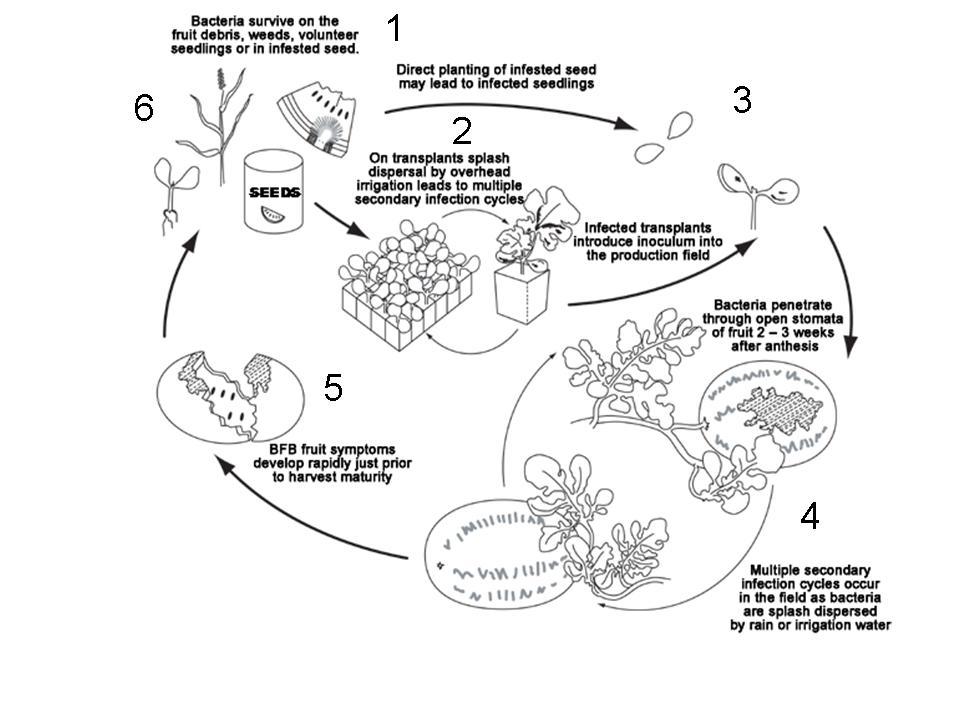 Bacteria survive on the
fruit debris, weeds, volunteer
seedlings or in infested seed.
1
Direct planting of infested seed
may lead to infected seedlings
6
3
2
On transplants splash
dispersal by overhead
irrigation leads to multiple
secondary infection cycles
SEEDS
Infected transplants
introduce inoculum into
the production field
Bacteria penetrate
through open stomata
of fruit 2 – 3 weeks
after anthesis
5
BFB fruit symptoms
develop rapidly just prior
to harvest maturity
4
Multiple secondary
infection cycles occur
in the field as bacteria
are splash dispersed
by rain or irrigation water